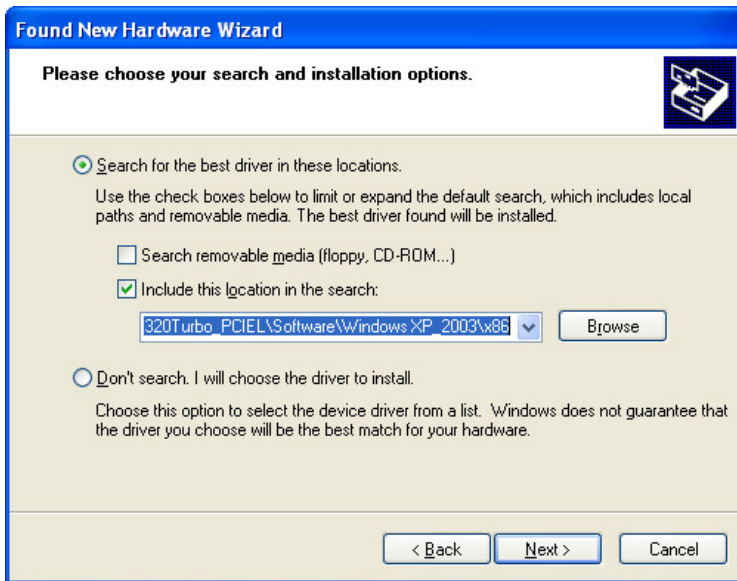 Found New Hardware Wizard
Please choose your search and installation options.
Search for the best driver in these locations.
Use the check boxes below to limit or expand the default search, which includes local
paths and removable media. The best driver found will be installed.
Search removable media (floppy, CD-ROM...)
Include this location in the search:
320Turbo_PCIEL\Software\Windows XP_2003\x86
Browse
Don't search. I will choose the driver to install.
Choose this option to select the device driver from a list. Windows does not guarantee that
the driver you choose will be the best match for your hardware.
< Back
Next >
Cancel